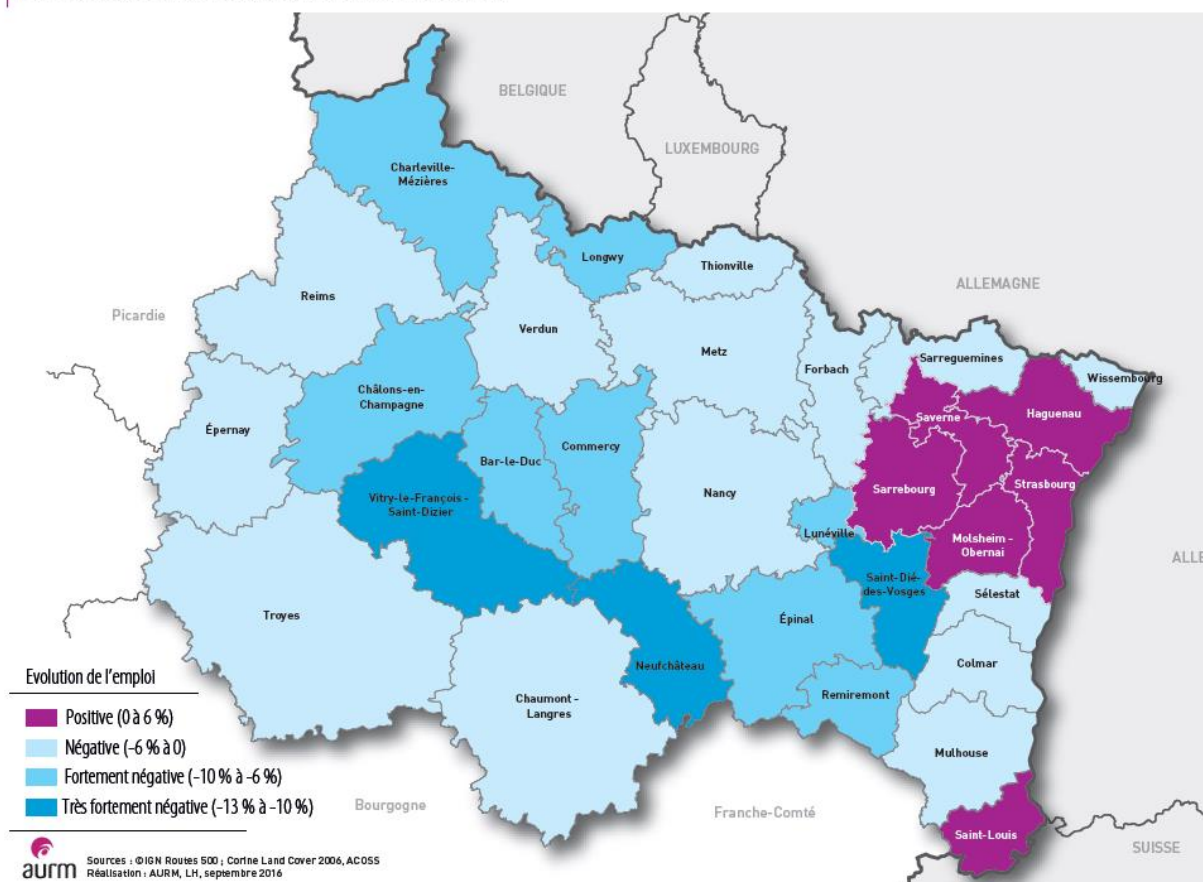 BELGIQUE
LUXEMBOURG
Charleville-
Mézières
Longwy
Thionville
ALLEMAGNE
Reims
Picardie
Verdun
Metz
Forbach
Sarreguemines
Wissembourg
Châlons-en-
Champagne
Saverne
Haguenau
Épernay
Bar-le-Duc
Commercy
Nancy
Sarrebourg
Strasbourg
Vitry-le-François -
Saint-Dizier
Lunéville
Molsheim -
Obernai
ALLE
Saint-Dié-
des-Vosges
Sélestat
Troyes
Épinal
Colmar
Neufchâteau
Chaumont -
Langres
Remiremont
Mulhouse
Evolution de l'emploi
Positive (0 à 6 %)
Négative (-6 % à 0)
Fortement négative (-10 % à -6 %)
Très fortement négative (-13 % à -10 %)
Bourgogne
Franche-Comté
Saint-Louis
SUISSE
aurm
Sources : ©IGN Routes 500 ; Corine Land Cover 2006, ACOSS
Réalisation : AURM, LH, septembre 2016